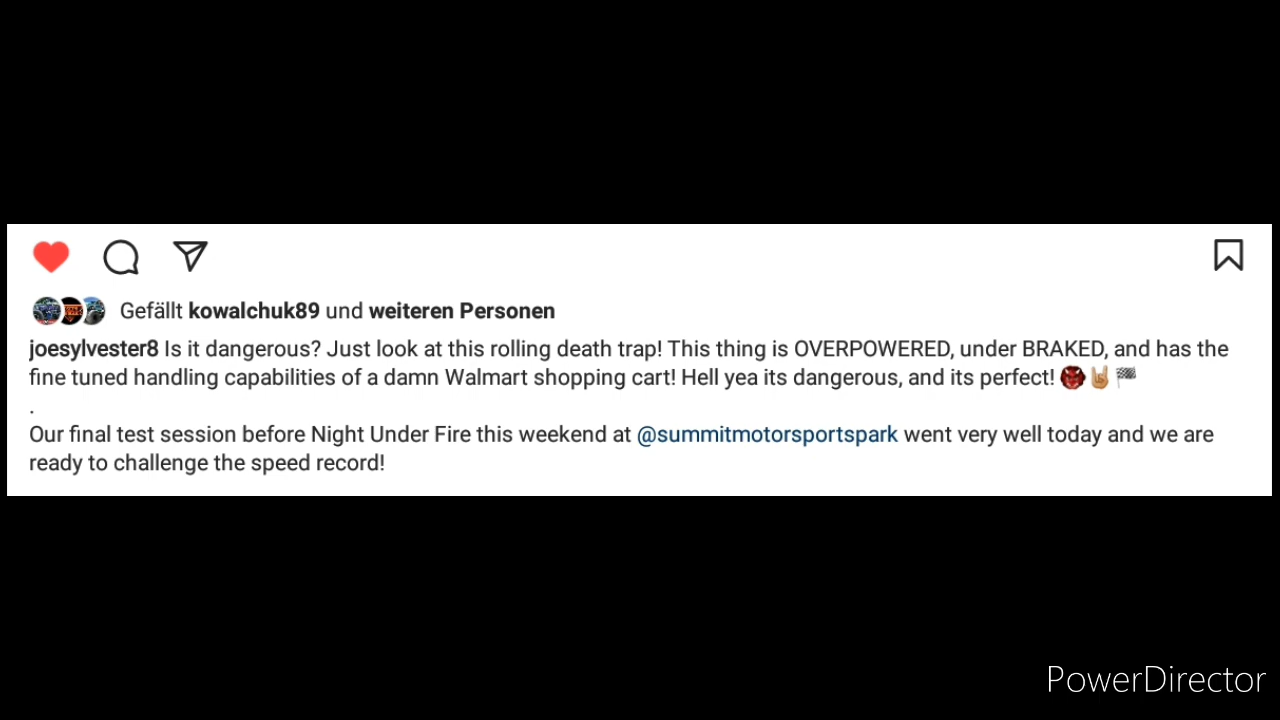 Gefällt kowalchuk89 und weiteren Personen
joesylvester8 Is it dangerous? Just look at this rolling death trap! This thing is OVERPOWERED, under BRAKED, and has the
fine tuned handling capabilities of a damn Walmart shopping cart! Hell yea its dangerous, and its perfect! 👹🤘🏼🏁
.
Our final test session before Night Under Fire this weekend at @summitmotorsportspark went very well today and we are
ready to challenge the speed record!
PowerDirector